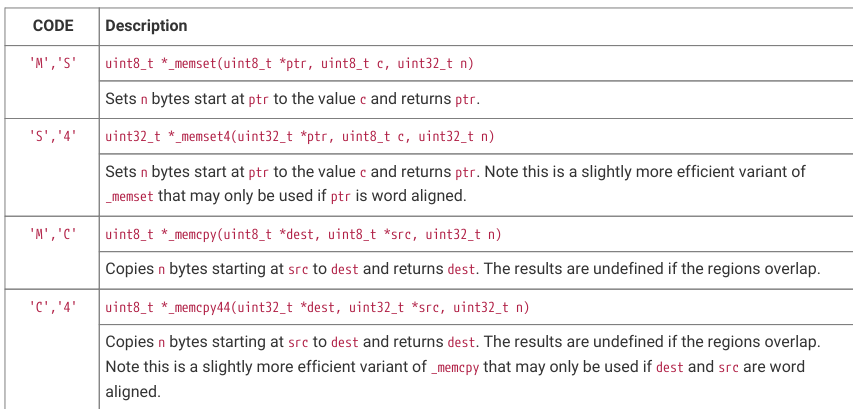 CODE Description
'M','S' uint8_t *_memset(uint8_t *ptr, uint8_t c, uint32_t n)
Sets n bytes start at ptr to the value c and returns ptr.
'S','4' uint32_t *_memset4(uint32_t *ptr, uint8_t c, uint32_t n)
Sets n bytes start at ptr to the value c and returns ptr. Note this is a slightly more efficient variant of
_memset that may only be used if ptr is word aligned.
'M','C' uint8_t *_memcpy(uint8_t *dest, uint8_t *src, uint32_t n)
Copies n bytes starting at src to dest and returns dest. The results are undefined if the regions overlap.
'C','4' uint8_t *_memcpy44(uint32_t *dest, uint32_t *src, uint32_t n)
Copies n bytes starting at src to dest and returns dest. The results are undefined if the regions overlap.
Note this is a slightly more efficient variant of _memcpy that may only be used if dest and src are word
aligned.